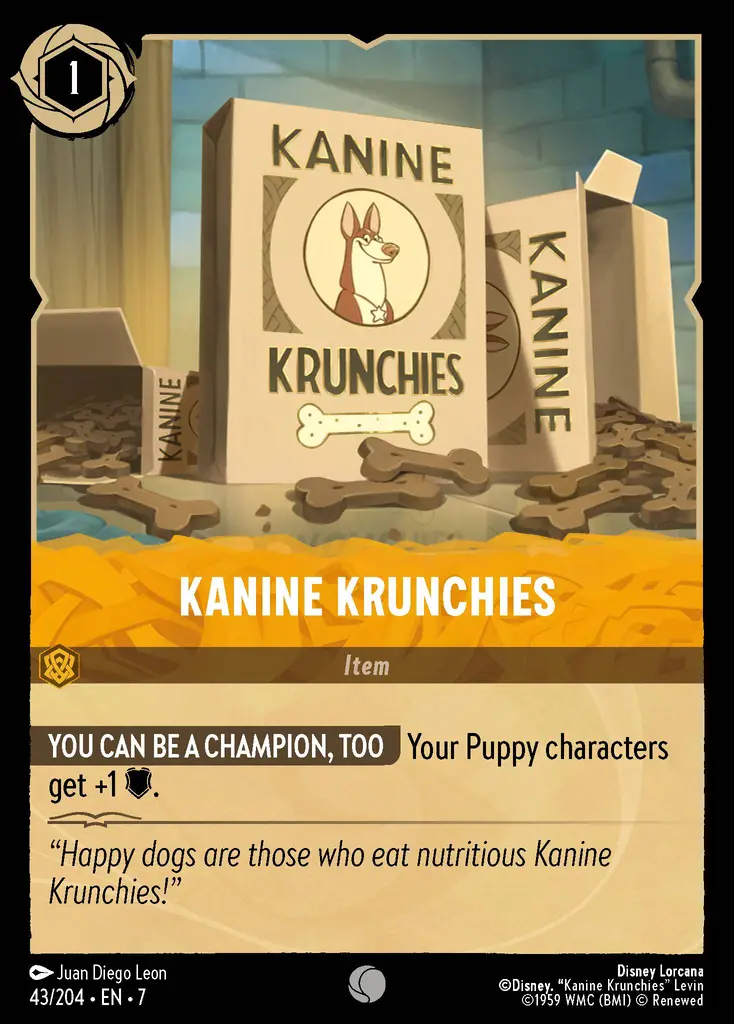 1
KANINE
KRUNCHIES
KANINE
KANINE
KANINE KRUNCHIES
Item
YOU CAN BE A CHAMPION, TOO Your Puppy characters
get +1 .
“Happy dogs are those who eat nutritious Kanine
Krunchies!”
Juan Diego Leon
43/204 • EN • 7
Disney Lorcana
©Disney. “Kanine Krunchies” Levin
©1959 WMC (BMI) © Renewed